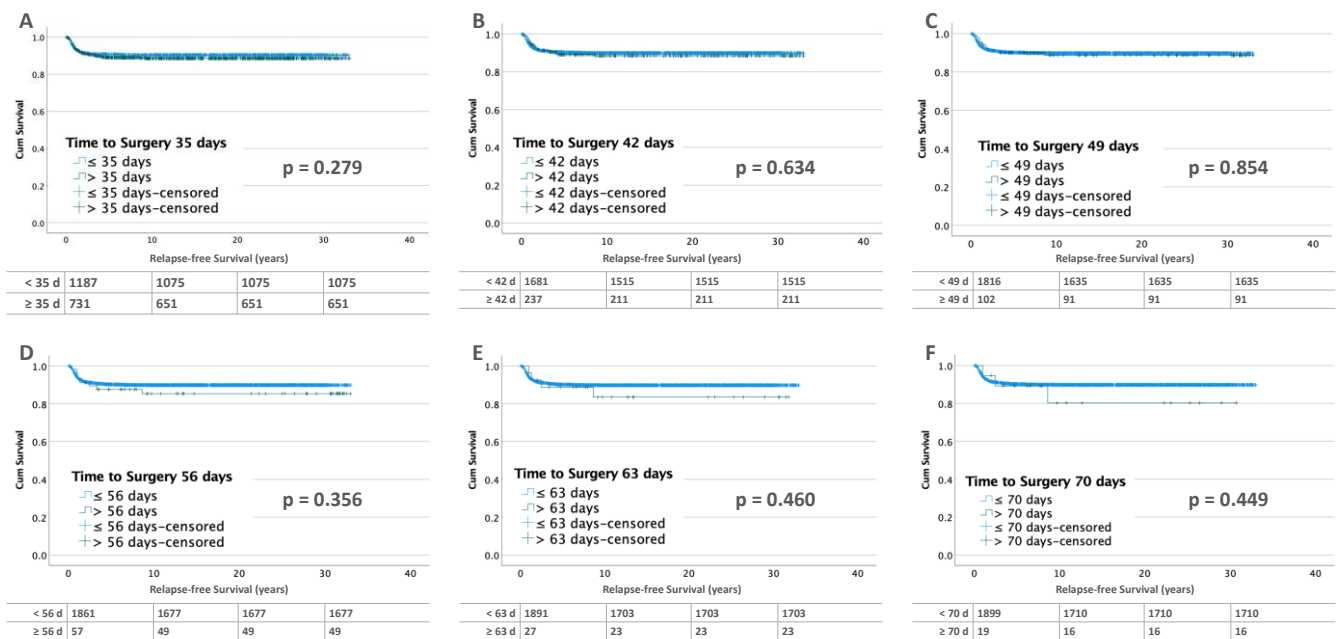 A
Cum Survival
1.0
0.8
0.6
0.4
0.2
0.0
Time to Surgery 35 days
≤ 35 days
> 35 days
≤ 35 days-censored
> 35 days-censored
p = 0.279
0 10 20 30 40
Relapse-free Survival (years)
< 35 d 1187 1075 1075 1075
≥ 35 d 731 651 651 651
B
Cum Survival
1.0
0.8
0.6
0.4
0.2
0.0
Time to Surgery 42 days
≤ 42 days
> 42 days
≤ 42 days-censored
> 42 days-censored
p = 0.634
0 10 20 30 40
Relapse-free Survival (years)
< 42 d 1681 1515 1515 1515
≥ 42 d 237 211 211 211
C
Cum Survival
1.0
0.8
0.6
0.4
0.2
0.0
Time to Surgery 49 days
≤ 49 days
> 49 days
≤ 49 days-censored
> 49 days-censored
p = 0.854
0 10 20 30 40
Relapse-free Survival (years)
< 49 d 1816 1635 1635 1635
≥ 49 d 102 91 91 91
D
Cum Survival
1.0
0.8
0.6
0.4
0.2
0.0
Time to Surgery 56 days
≤ 56 days
> 56 days
≤ 56 days-censored
> 56 days-censored
p = 0.356
0 10 20 30 40
Relapse-free Survival (years)
< 56 d 1861 1677 1677 1677
≥ 56 d 57 49 49 49
E
Cum Survival
1.0
0.8
0.6
0.4
0.2
0.0
Time to Surgery 63 days
≤ 63 days
> 63 days
≤ 63 days-censored
> 63 days-censored
p = 0.460
0 10 20 30 40
Relapse-free Survival (years)
< 63 d 1891 1703 1703 1703
≥ 63 d 27 23 23 23
F
Cum Survival
1.0
0.8
0.6
0.4
0.2
0.0
Time to Surgery 70 days
≤ 70 days
> 70 days
≤ 70 days-censored
> 70 days-censored
p = 0.449
0 10 20 30 40
Relapse-free Survival (years)
< 70 d 1899 1710 1710 1710
≥ 70 d 19 16 16 16